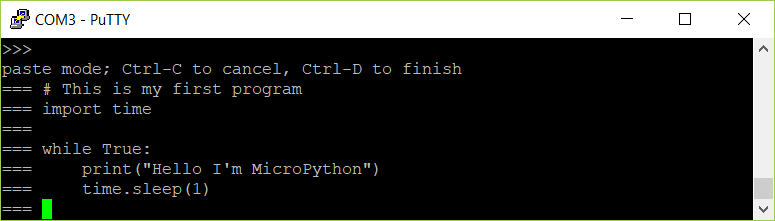 COM3 - PuTTY
>>>
paste mode; Ctrl-C to cancel, Ctrl-D to finish
=== # This is my first program
=== import time
===
=== while True:
===     print("Hello I'm MicroPython")
===     time.sleep(1)
===